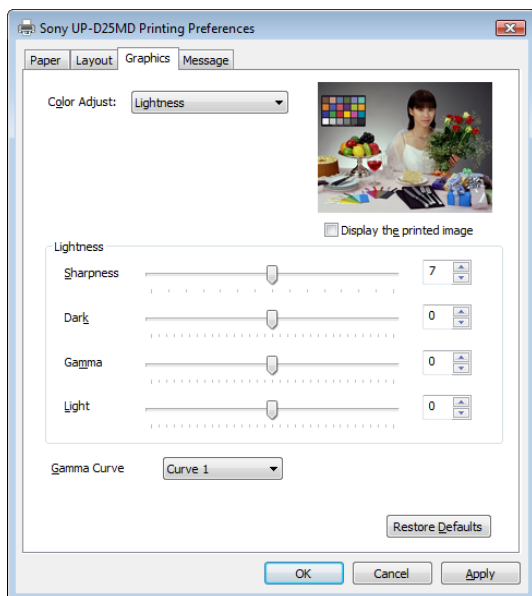 Sony UP-D25MD Printing Preferences
Paper Layout Graphics Message
Color Adjust: Lightness
Display the printed image
Lightness
Sharpness 7
Dark 0
Gamma 0
Light 0
Gamma Curve Curve 1
Restore Defaults
OK Cancel Apply